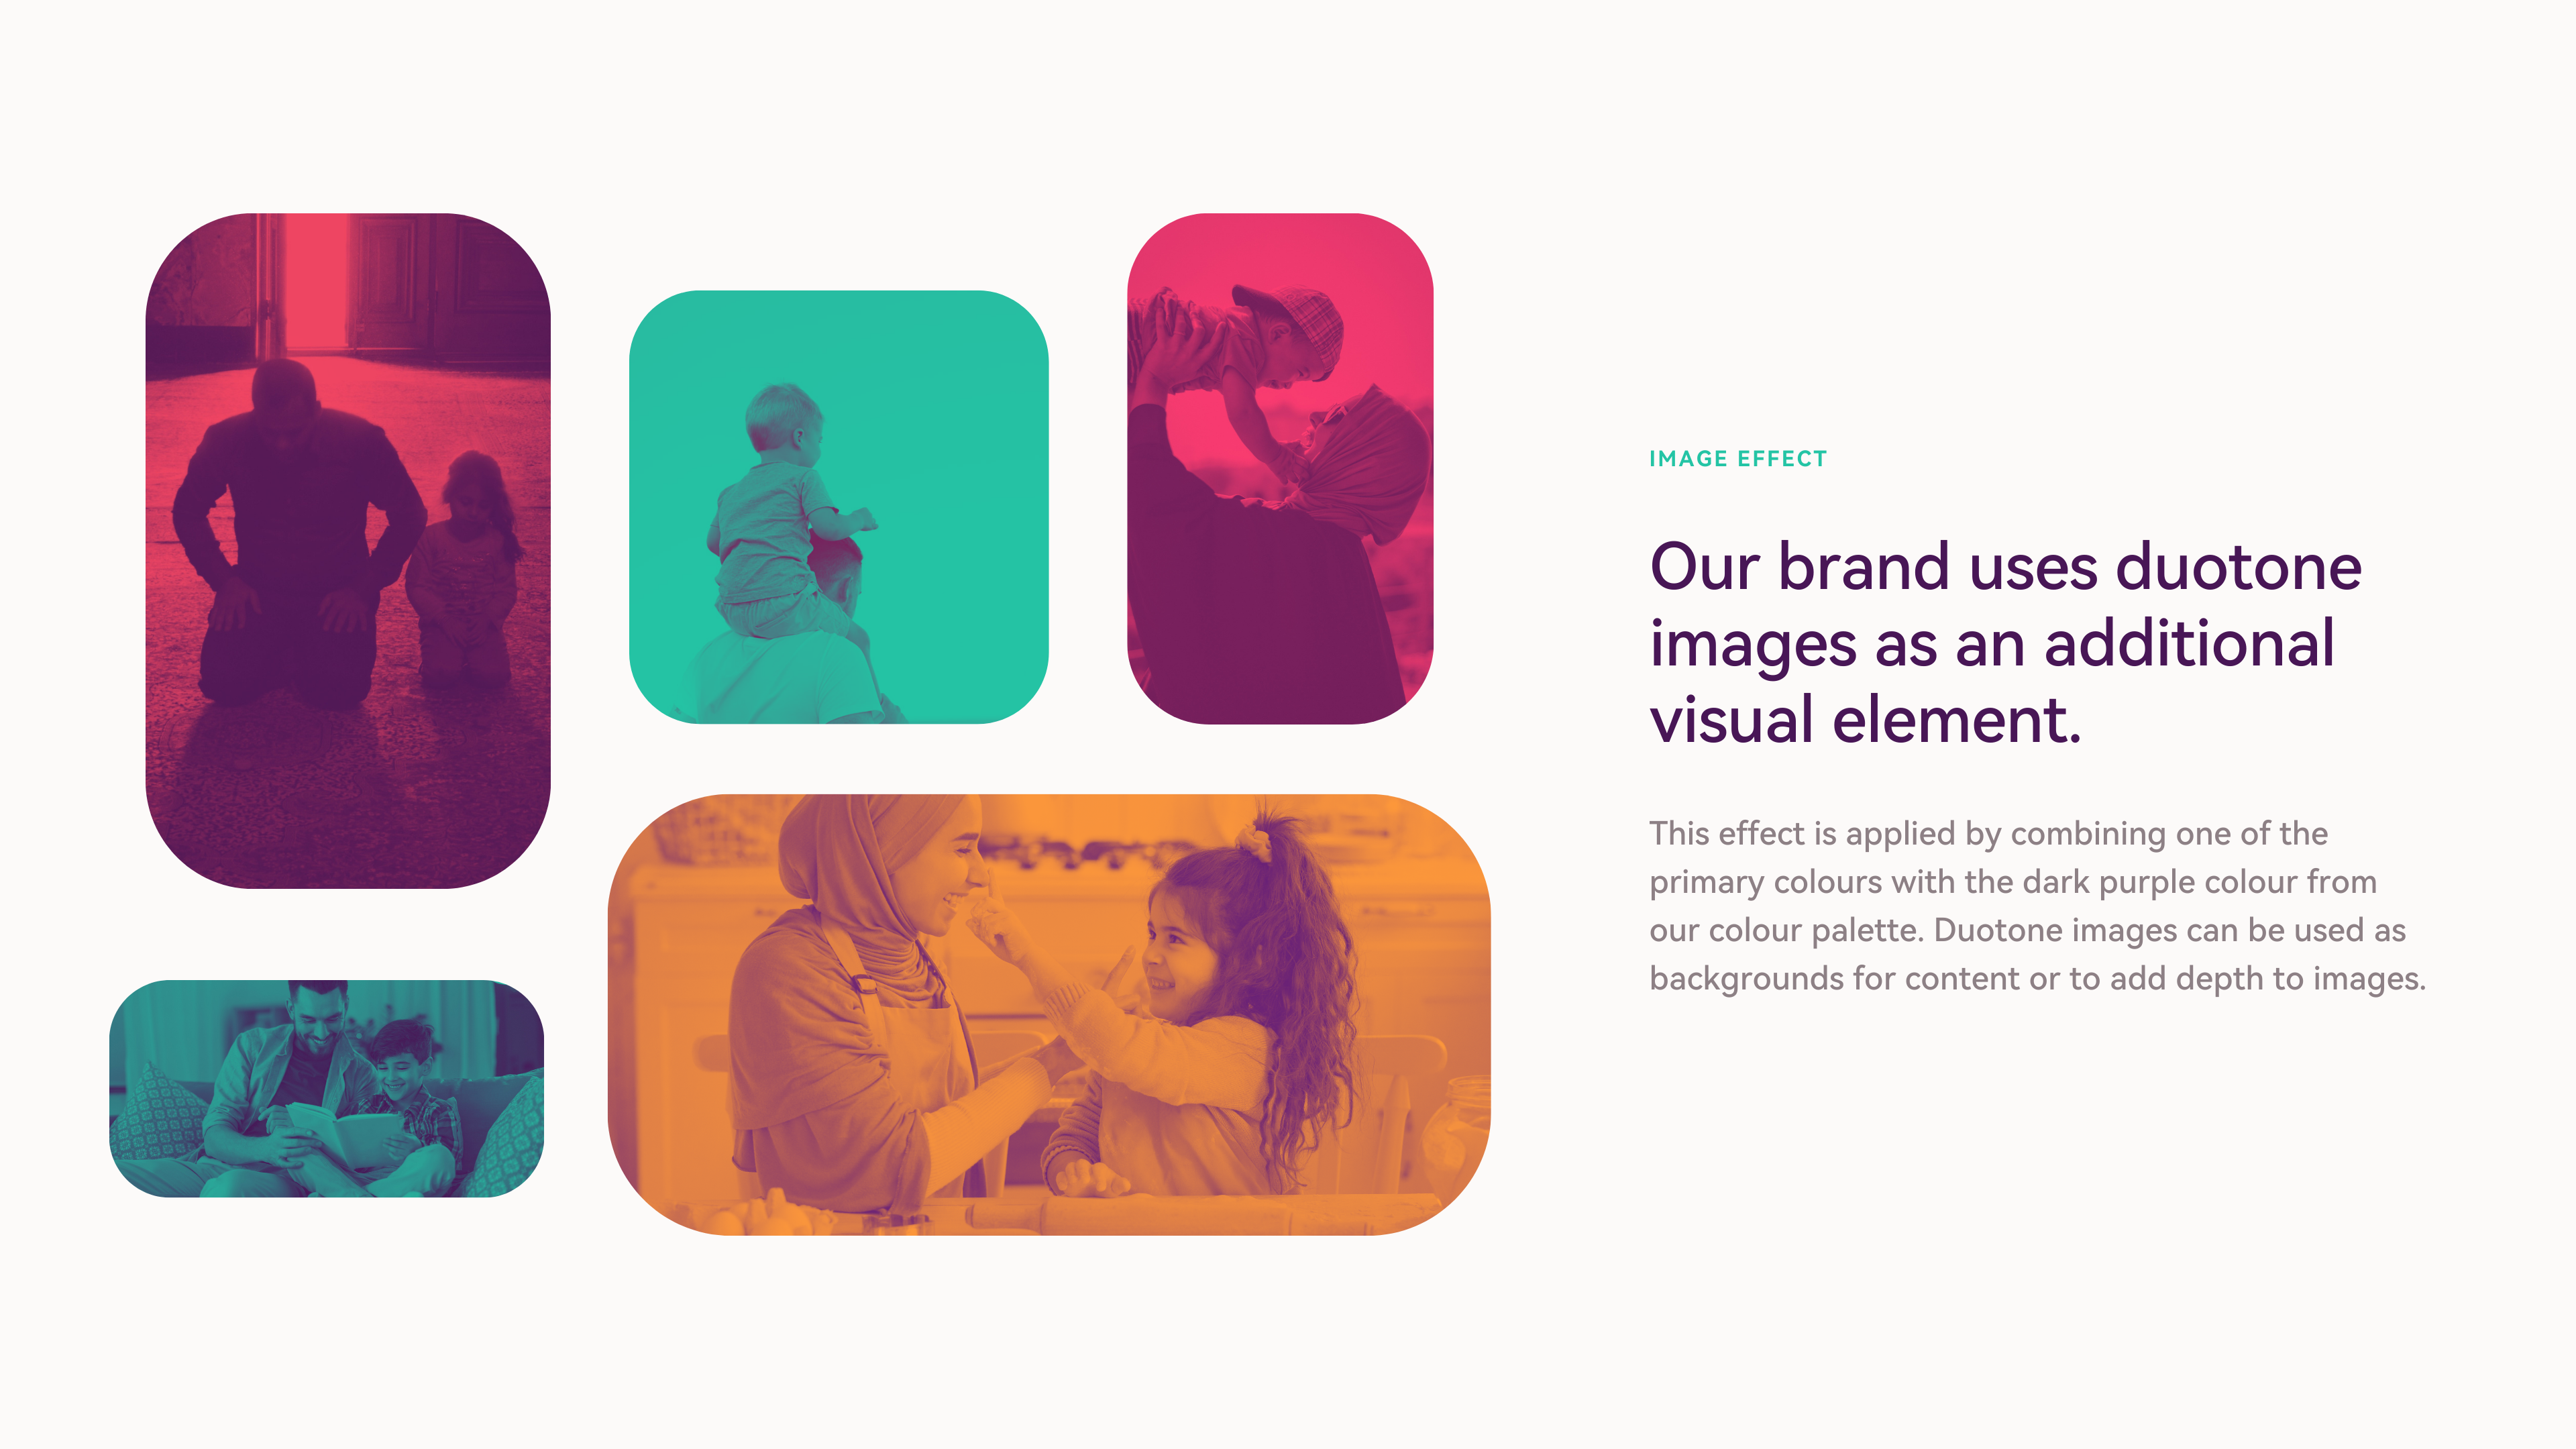 IMAGE EFFECT
Our brand uses duotone
images as an additional
visual element.
This effect is applied by combining one of the
primary colours with the dark purple colour from
our colour palette. Duotone images can be used as
backgrounds for content or to add depth to images.